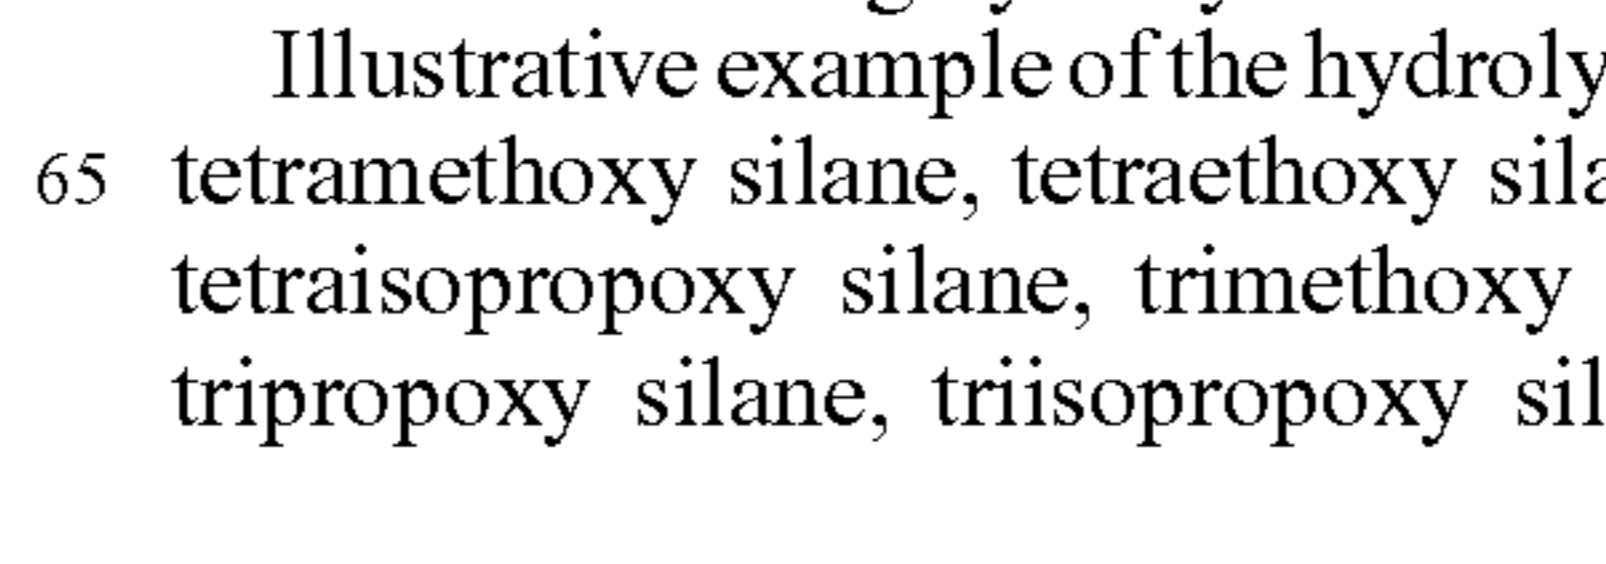 Illustrative example of the hydroly
65 tetramethoxy silane, tetraethoxy sila
tetraisopropoxy silane, trimethoxy
tripropoxy silane, triisopropoxy sil